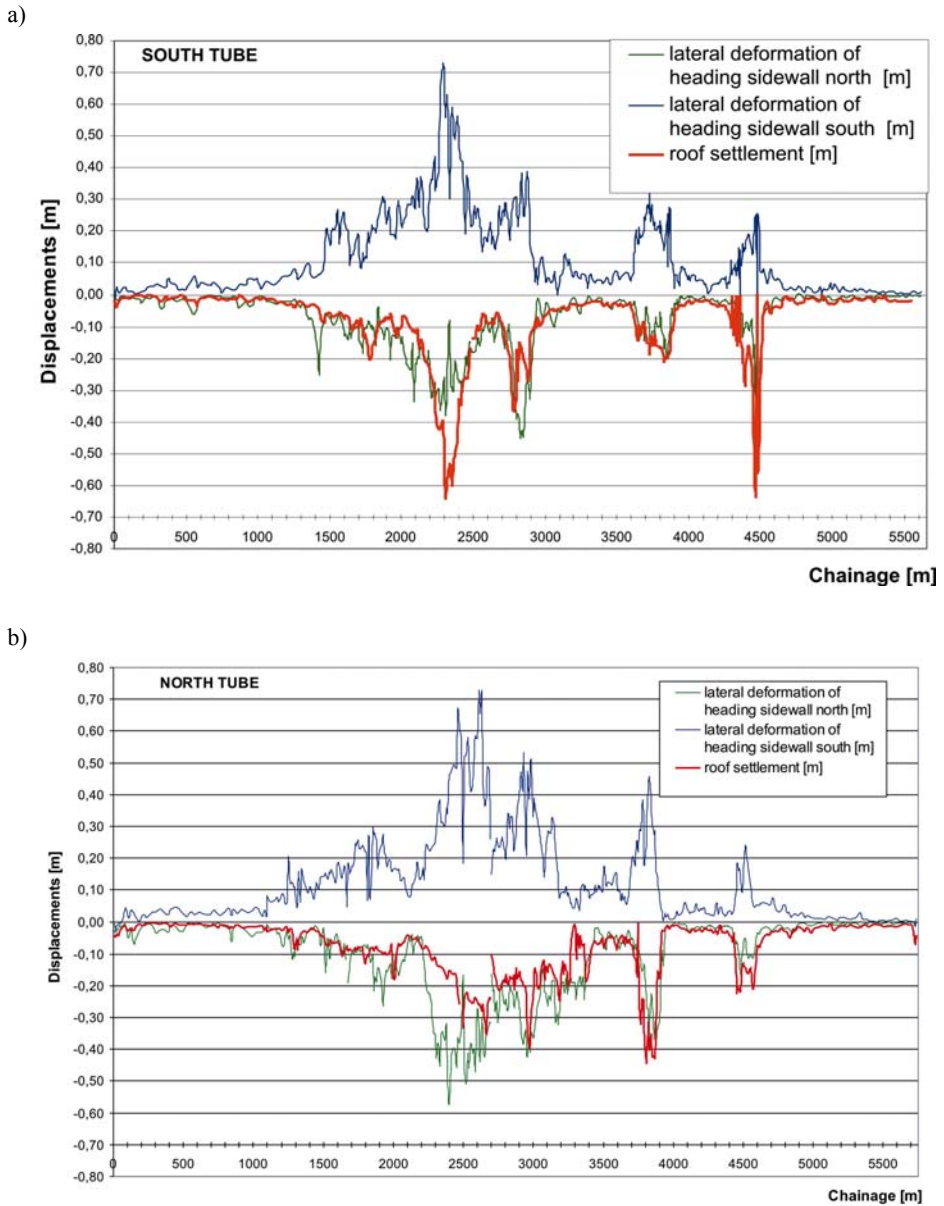 a)
SOUTH TUBE
lateral deformation of
heading sidewall north [m]
lateral deformation of
heading sidewall south [m]
roof settlement [m]
Displacements [m]
0,80
0,70
0,60
0,50
0,40
0,30
0,20
0,10
0,00
-0,10
-0,20
-0,30
-0,40
-0,50
-0,60
-0,70
-0,80
0 500 1000 1500 2000 2500 3000 3500 4000 4500 5000 5500
Chainage [m]
b)
NORTH TUBE
lateral deformation of
heading sidewall north [m]
lateral deformation of
heading sidewall south [m]
roof settlement [m]
Displacements [m]
0,80
0,70
0,60
0,50
0,40
0,30
0,20
0,10
0,00
-0,10
-0,20
-0,30
-0,40
-0,50
-0,60
-0,70
-0,80
0 500 1000 1500 2000 2500 3000 3500 4000 4500 5000 5500
Chainage [m]